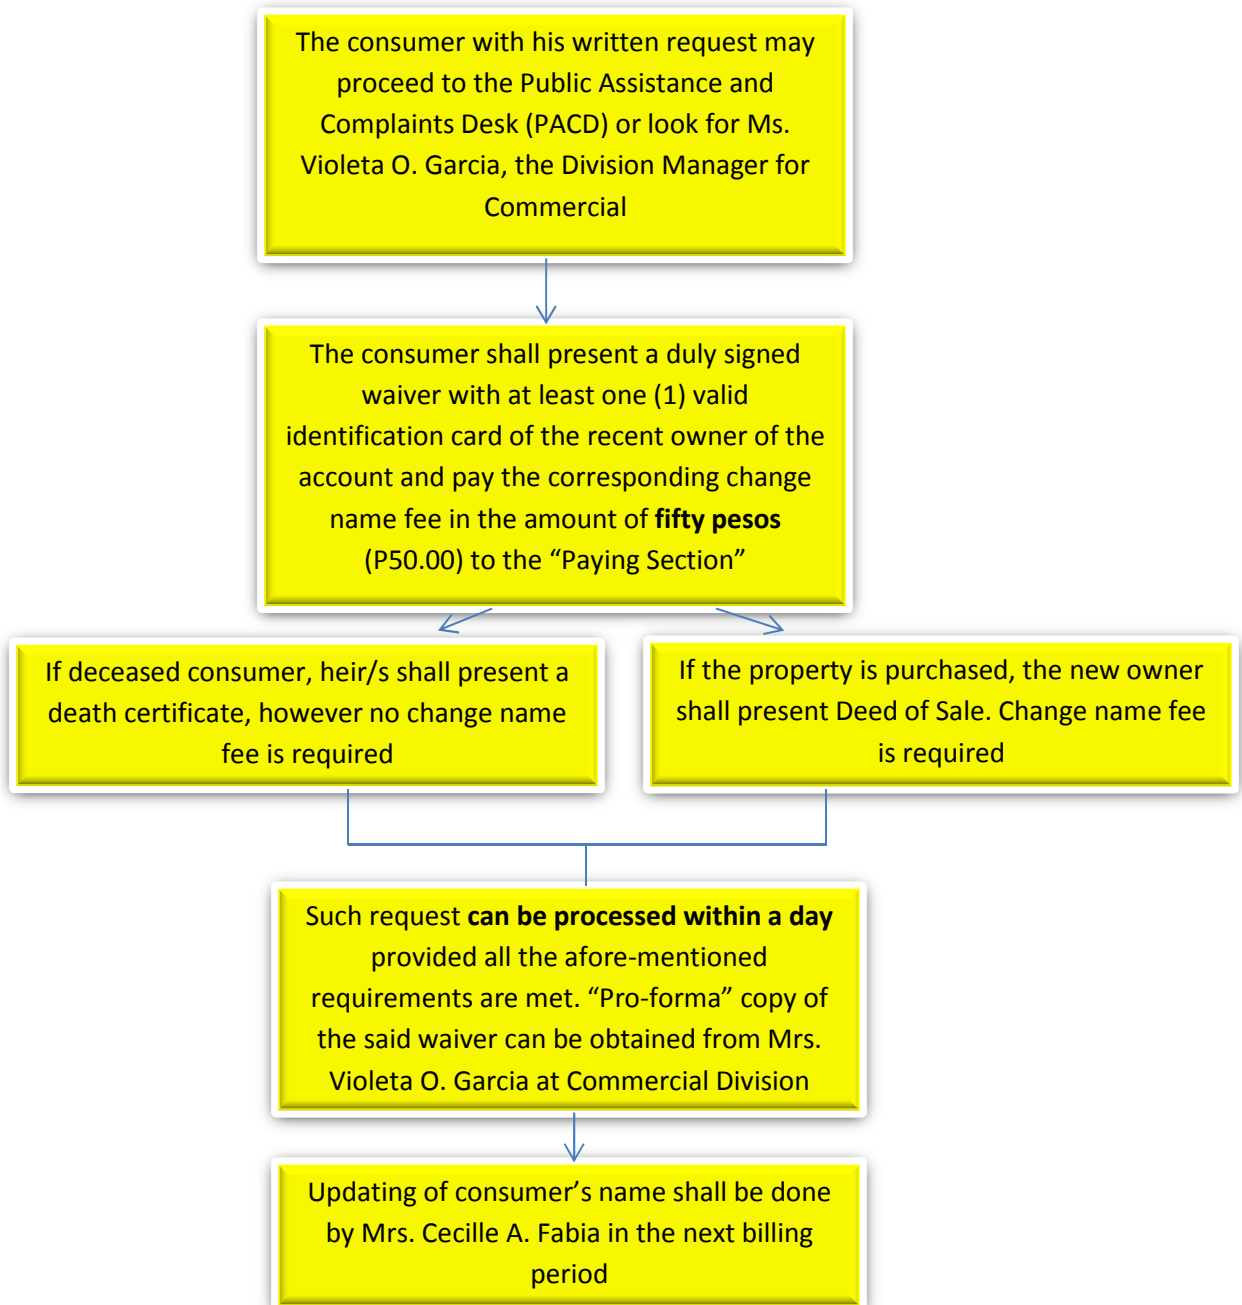 The consumer with his written request may
proceed to the Public Assistance and
Complaints Desk (PACD) or look for Ms.
Violeta O. Garcia, the Division Manager for
Commercial
The consumer shall present a duly signed
waiver with at least one (1) valid
identification card of the recent owner of the
account and pay the corresponding change
name fee in the amount of fifty pesos
(P50.00) to the “Paying Section”
If deceased consumer, heir/s shall present a
death certificate, however no change name
fee is required
If the property is purchased, the new owner
shall present Deed of Sale. Change name fee
is required
Such request can be processed within a day
provided all the afore-mentioned
requirements are met. “Pro-forma” copy of
the said waiver can be obtained from Mrs.
Violeta O. Garcia at Commercial Division
Updating of consumer’s name shall be done
by Mrs. Cecille A. Fabia in the next billing
period